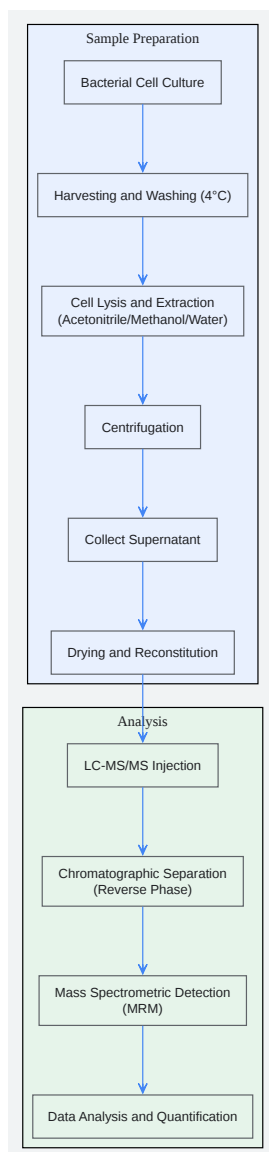 Sample Preparation
Bacterial Cell Culture
Harvesting and Washing (4°C)
Cell Lysis and Extraction
(Acetonitrile/Methanol/Water)
Centrifugation
Collect Supernatant
Drying and Reconstitution
Analysis
LC-MS/MS Injection
Chromatographic Separation
(Reverse Phase)
Mass Spectrometric Detection
(MRM)
Data Analysis and Quantification